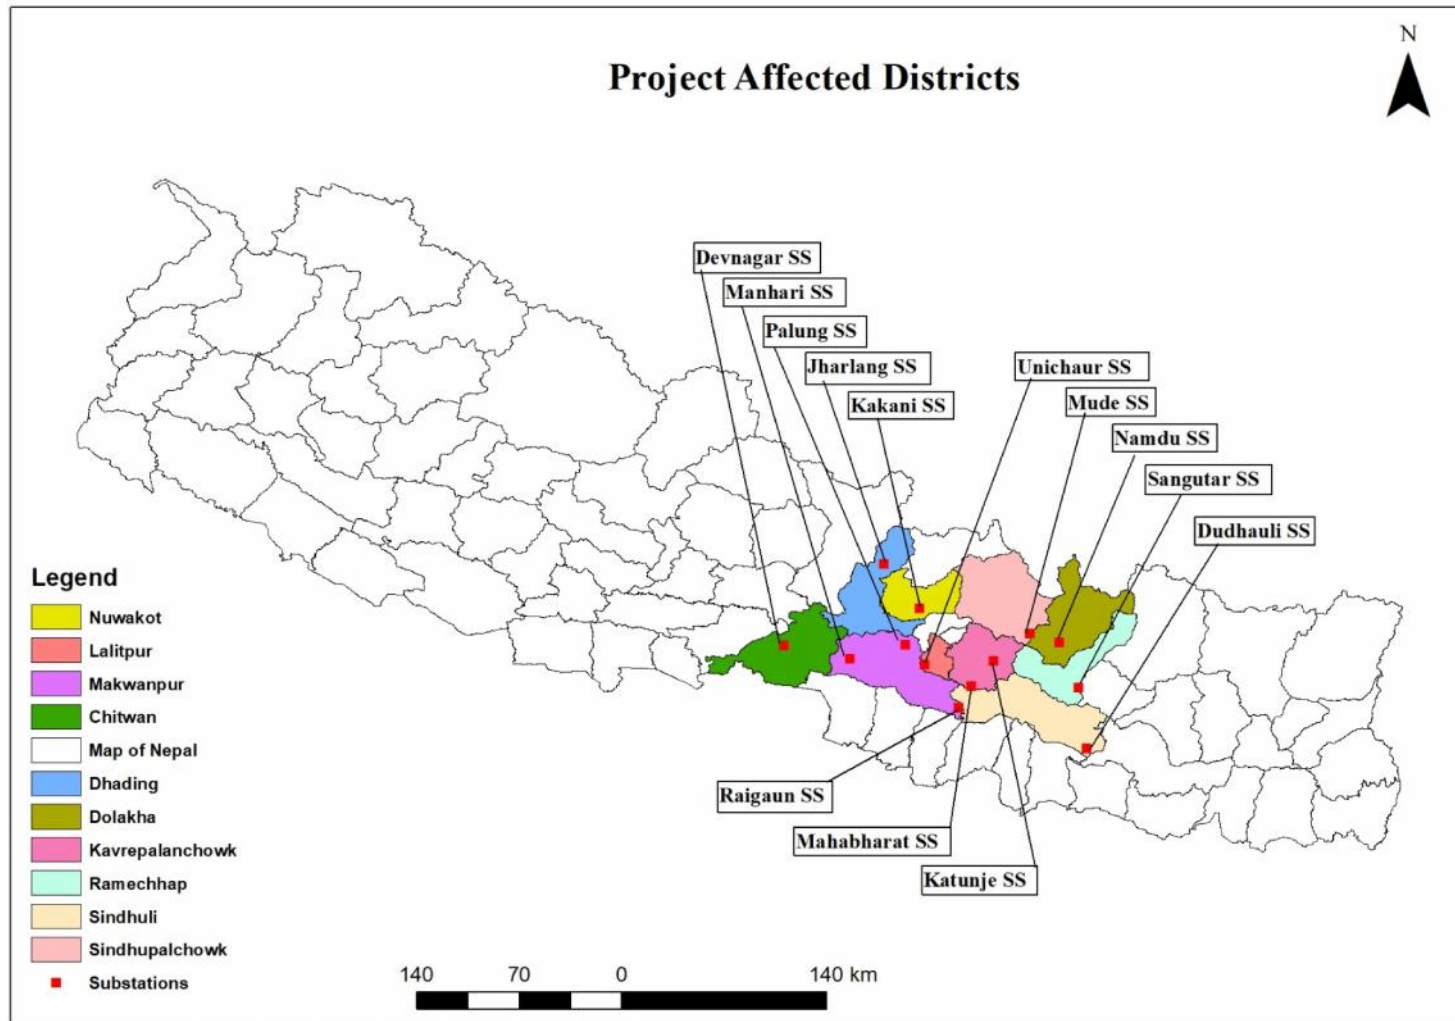 N
Project Affected Districts
Devnagar SS
Manhari SS
Palung SS
Jharlang SS
Kakani SS
Unichaur SS
Mude SS
Namdu SS
Sangutar SS
Dudhauli SS
Raigaun SS
Mahabharat SS
Katunje SS
Legend
Nuwakot
Lalitpur
Makwanpur
Chitwan
Map of Nepal
Dhading
Dolakha
Kavrepalanchowk
Ramechhap
Sindhuli
Sindhupalchowk
Substations
140 70 0 140 km